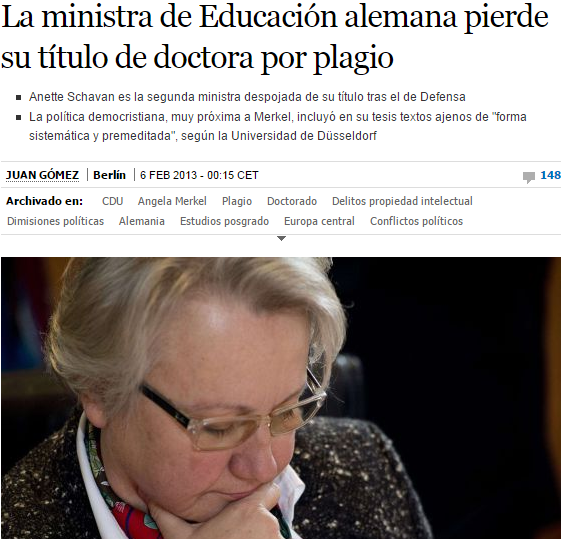 La ministra de Educación alemana pierde
su título de doctora por plagio
Anette Schavan es la segunda ministra despojada de su título tras el de Defensa
La política democristiana, muy próxima a Merkel, incluyó en su tesis textos ajenos de "forma
sistemática y premeditada", según la Universidad de Düsseldorf
JUAN GÓMEZ | Berlín | 6 FEB 2013 - 00:15 CET 148
Archivado en: CDU Angela Merkel Plagio Doctorado Delitos propiedad intelectual
Dimisiones políticas Alemania Estudios posgrado Europa central Conflictos políticos